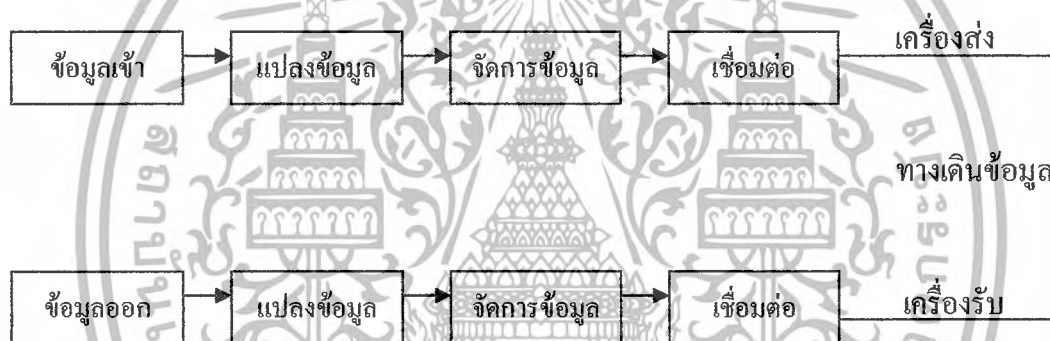 ข้อมูลเข้า แปลงข้อมูล จัดการข้อมูล เชื่อมต่อ เครื่องส่ง
ทางเดินข้อมูล
ข้อมูลออก แปลงข้อมูล จัดการข้อมูล เชื่อมต่อ เครื่องรับ